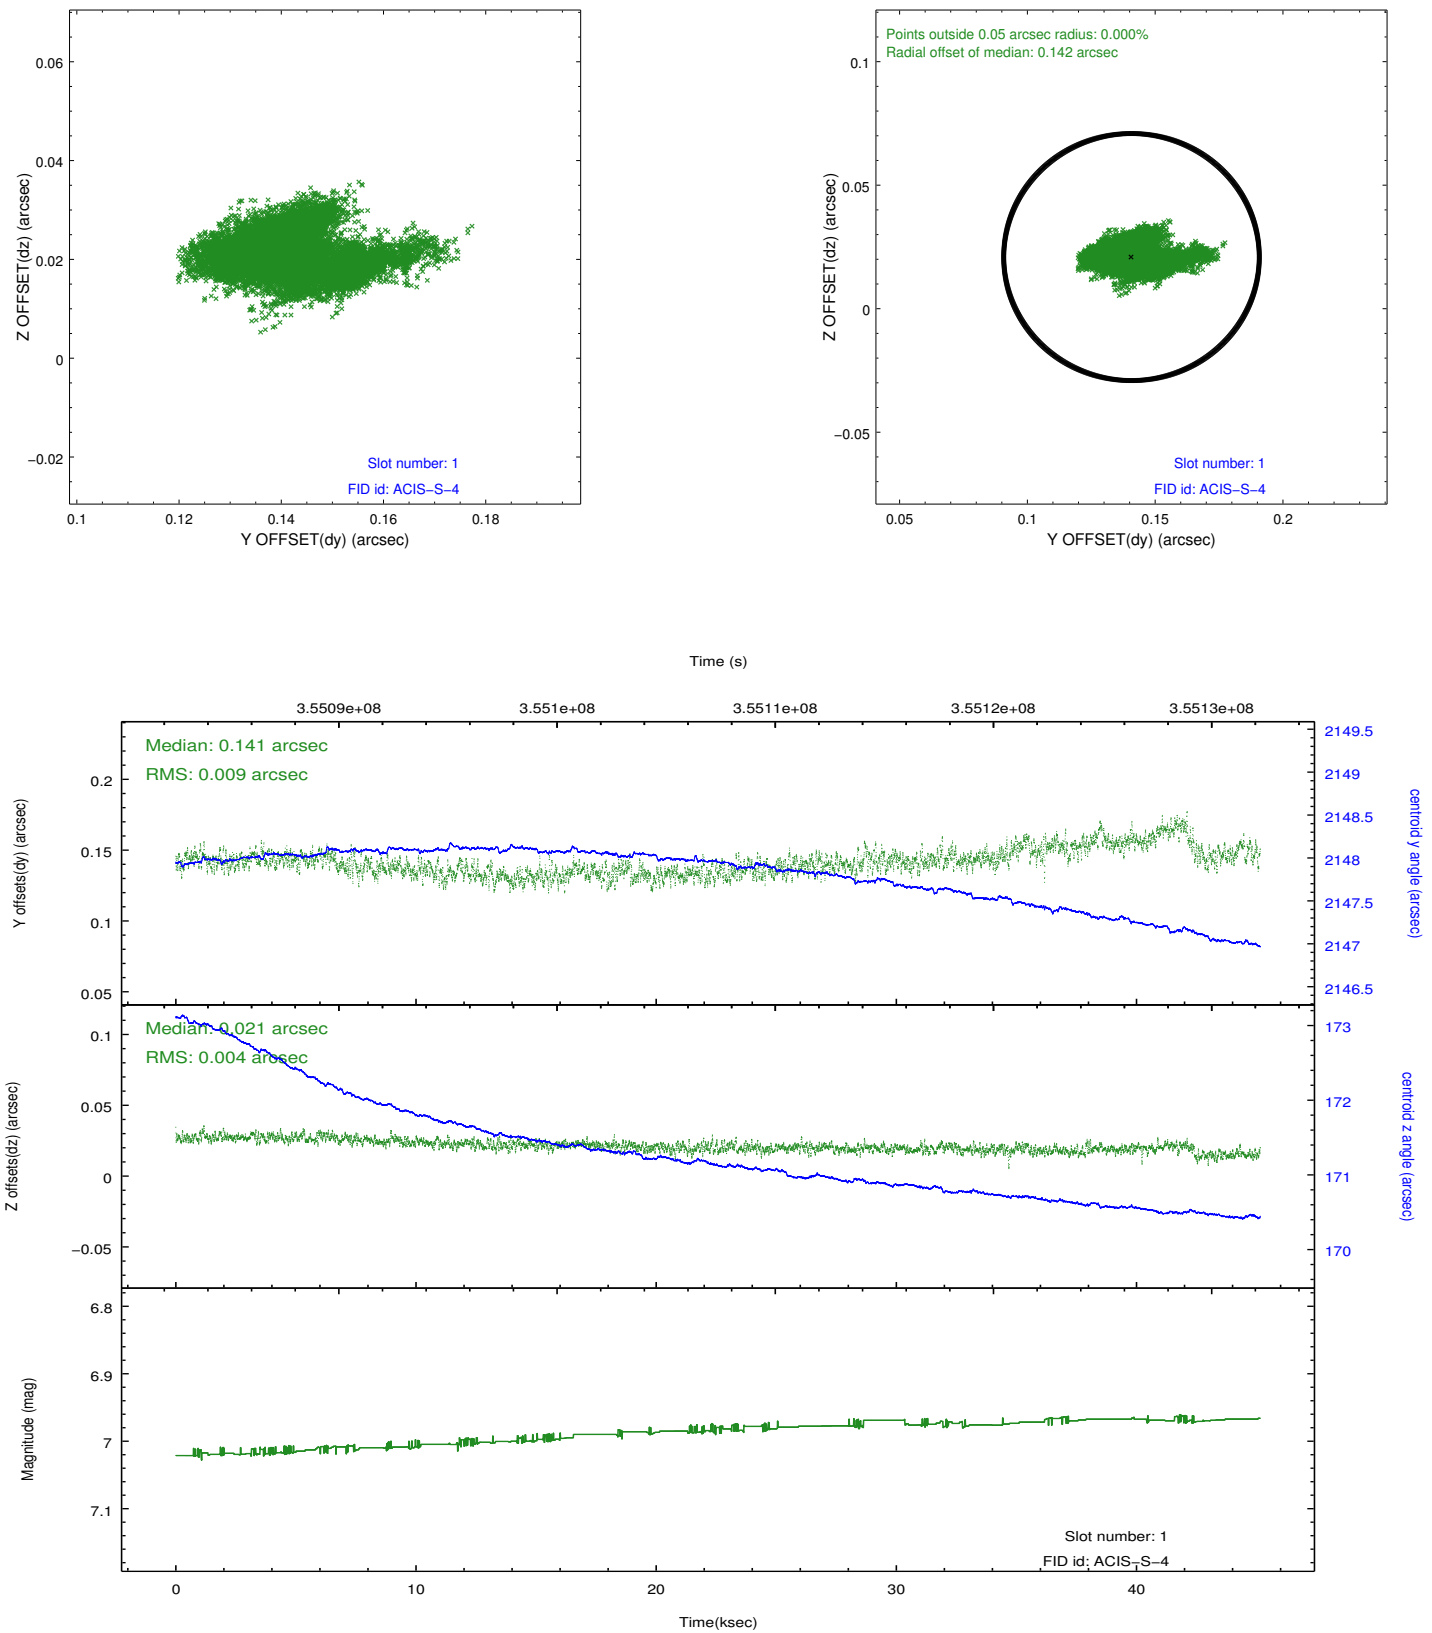 0.06
0.04
0.02
0
−0.02
Z OFFSET(dz) (arcsec)
Slot number: 1
FID id: ACIS−S−4
0.1 0.12 0.14 0.16 0.18
Y OFFSET(dy) (arcsec)
Points outside 0.05 arcsec radius: 0.000%
Radial offset of median: 0.142 arcsec
0.1
0.05
0
−0.05
Z OFFSET(dz) (arcsec)
Slot number: 1
FID id: ACIS−S−4
0.05 0.1 0.15 0.2
Y OFFSET(dy) (arcsec)
Time (s)
3.5509e+08 3.551e+08 3.5511e+08 3.5512e+08 3.5513e+08
Median: 0.141 arcsec
RMS: 0.009 arcsec
0.2
0.15
0.1
0.05
Y offsets(dy) (arcsec)
2149.5
2149
2148.5
2148
2147.5
2147
2146.5
centroid y angle (arcsec)
Median: 0.021 arcsec
RMS: 0.004 arcsec
0.1
0.05
0
−0.05
Z offsets(dz) (arcsec)
173
172
171
170
centroid z angle (arcsec)
6.8
6.9
7
7.1
Magnitude (mag)
Slot number: 1
FID id: ACIS−S−4
0 10 20 30 40
Time(ksec)